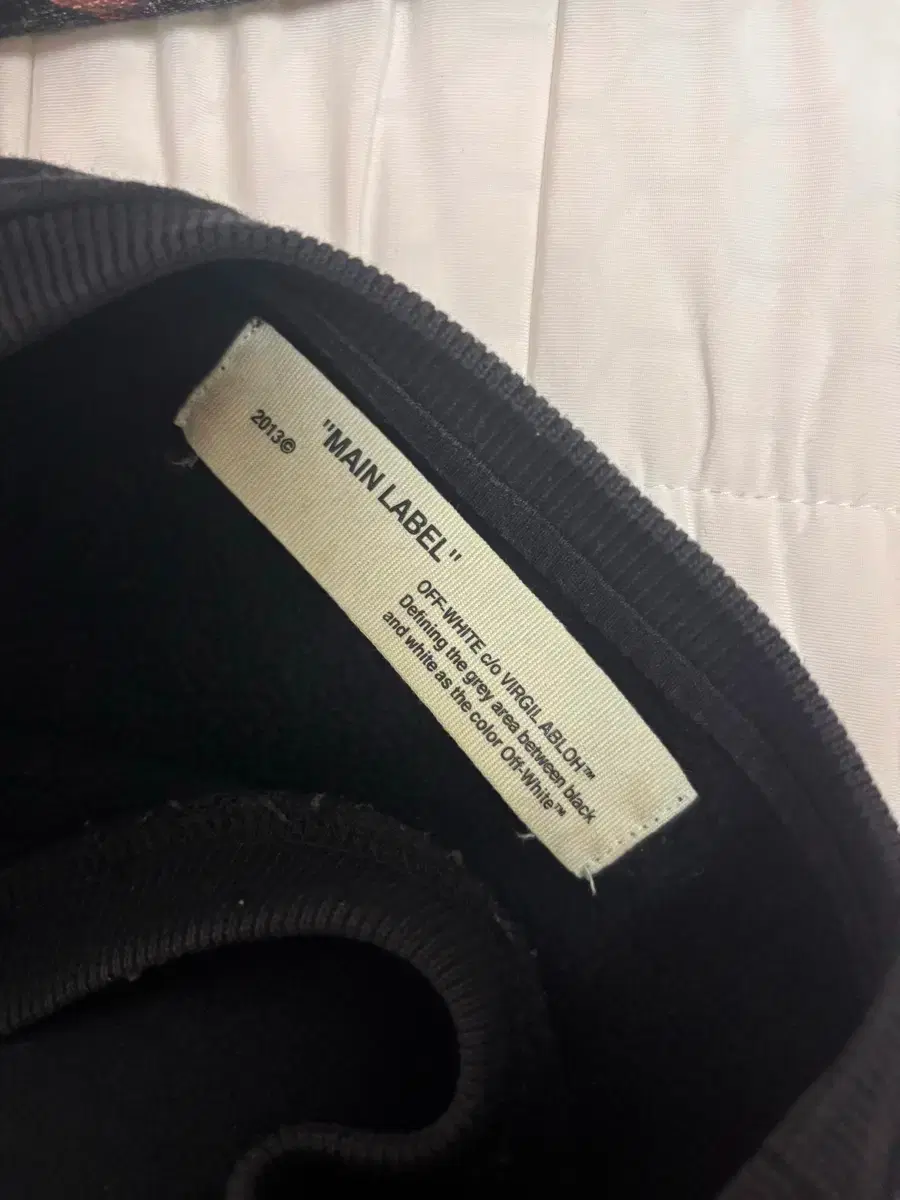 2013©
"MAIN LABEL"
OFF-WHITE c/o VIRGIL ABLOH™
Defining the grey area between black
and white as the color Off-White™